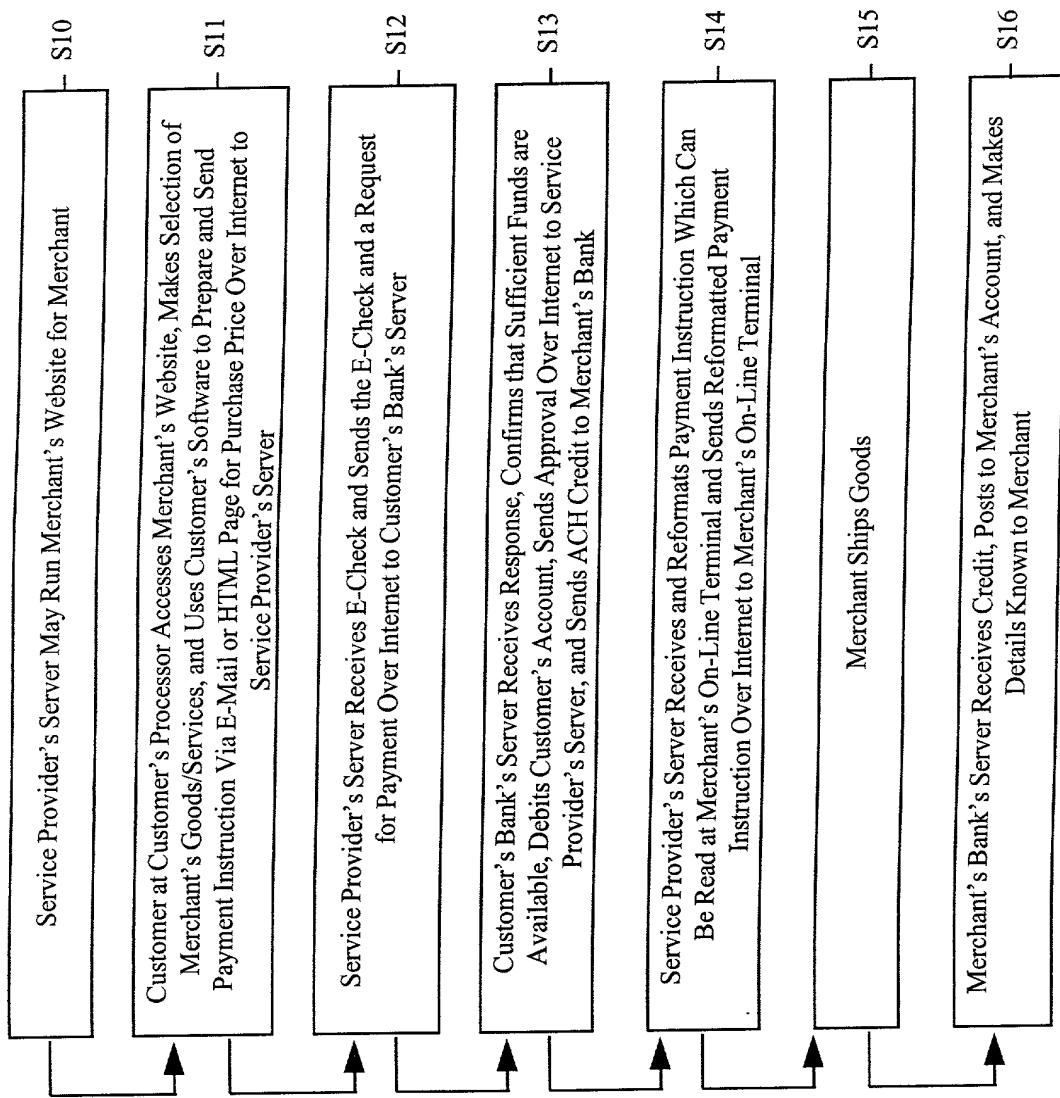 Service Provider's Server May Run Merchant's Website for Merchant
S10
Customer at Customer's Processor Accesses Merchant's Website, Makes Selection of
Merchant's Goods/Services, and Uses Customer's Software to Prepare and Send
Payment Instruction Via E-Mail or HTML Page for Purchase Price Over Internet to
Service Provider's Server
S11
Service Provider's Server Receives E-Check and Sends the E-Check and a Request
for Payment Over Internet to Customer's Bank's Server
S12
Customer's Bank's Server Receives Response, Confirms that Sufficient Funds are
Available, Debits Customer's Account, Sends Approval Over Internet to Service
Provider's Server, and Sends ACH Credit to Merchant's Bank
S13
Service Provider's Server Receives and Reformats Payment Instruction Which Can
Be Read at Merchant's On-Line Terminal and Sends Reformatted Payment
Instruction Over Internet to Merchant's On-Line Terminal
S14
Merchant Ships Goods
S15
Merchant's Bank's Server Receives Credit, Posts to Merchant's Account, and Makes
Details Known to Merchant
S16